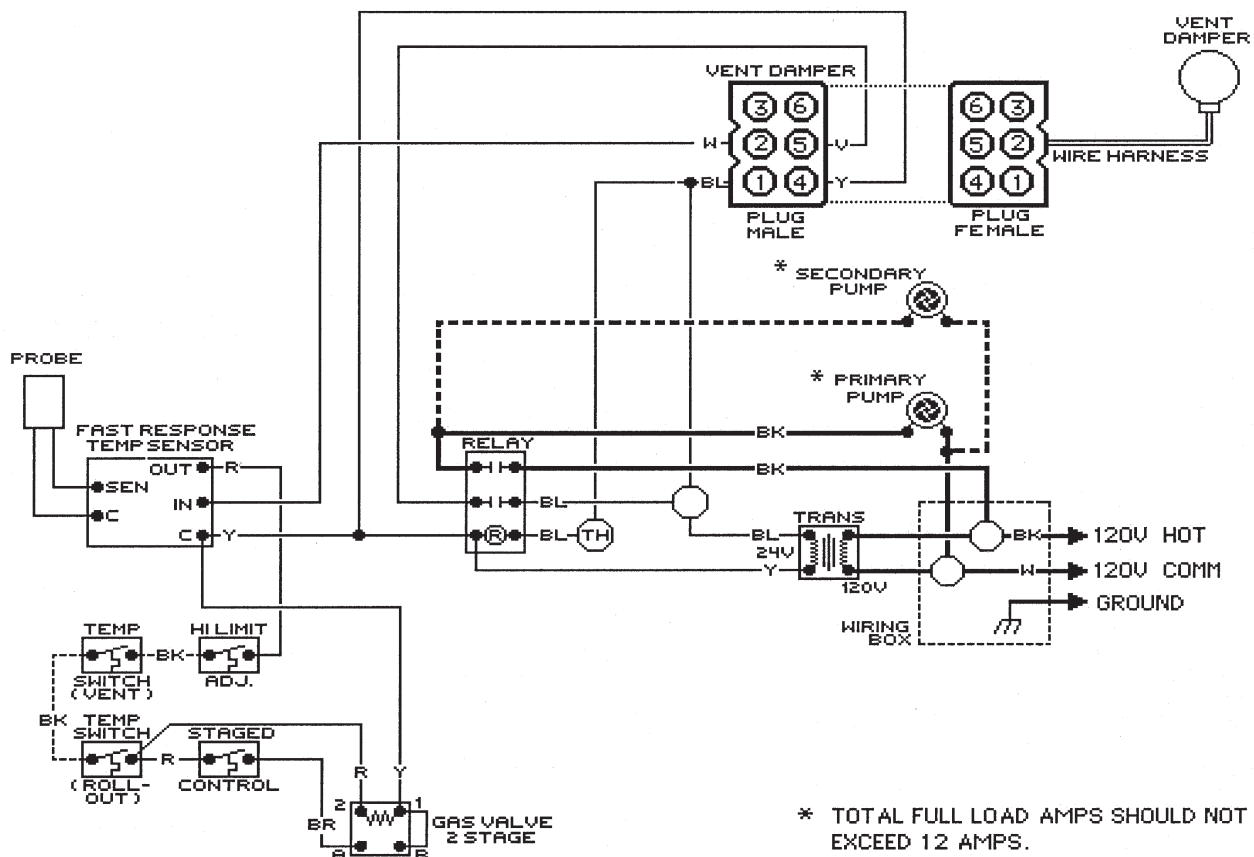 VENT
DAMPER
VENT DAMPER
3 6
6 3
W 2 5 V
5 2
WIRE HARNESS
BL 1 4 Y
4 1
PLUG
MALE
PLUG
FEMALE
* SECONDARY
PUMP
PROBE
* PRIMARY
PUMP
FAST RESPONSE
TEMP SENSOR
RELAY
BK
OUT R
BK
SEN
IN
BL
C
TRANS
C Y
R BL TH
BL
24V
BK 120V HOT
Y
120V
W 120V COMM
GROUND
WIRING
BOX
TEMP
HI LIMIT
BK
SWITCH
(VENT)
ADJ.
BK
TEMP
SWITCH
STAGED
R
(ROLL-
OUT)
CONTROL
R Y
2 1
BR
GAS VALVE
2 STAGE
* TOTAL FULL LOAD AMPS SHOULD NOT
EXCEED 12 AMPS.